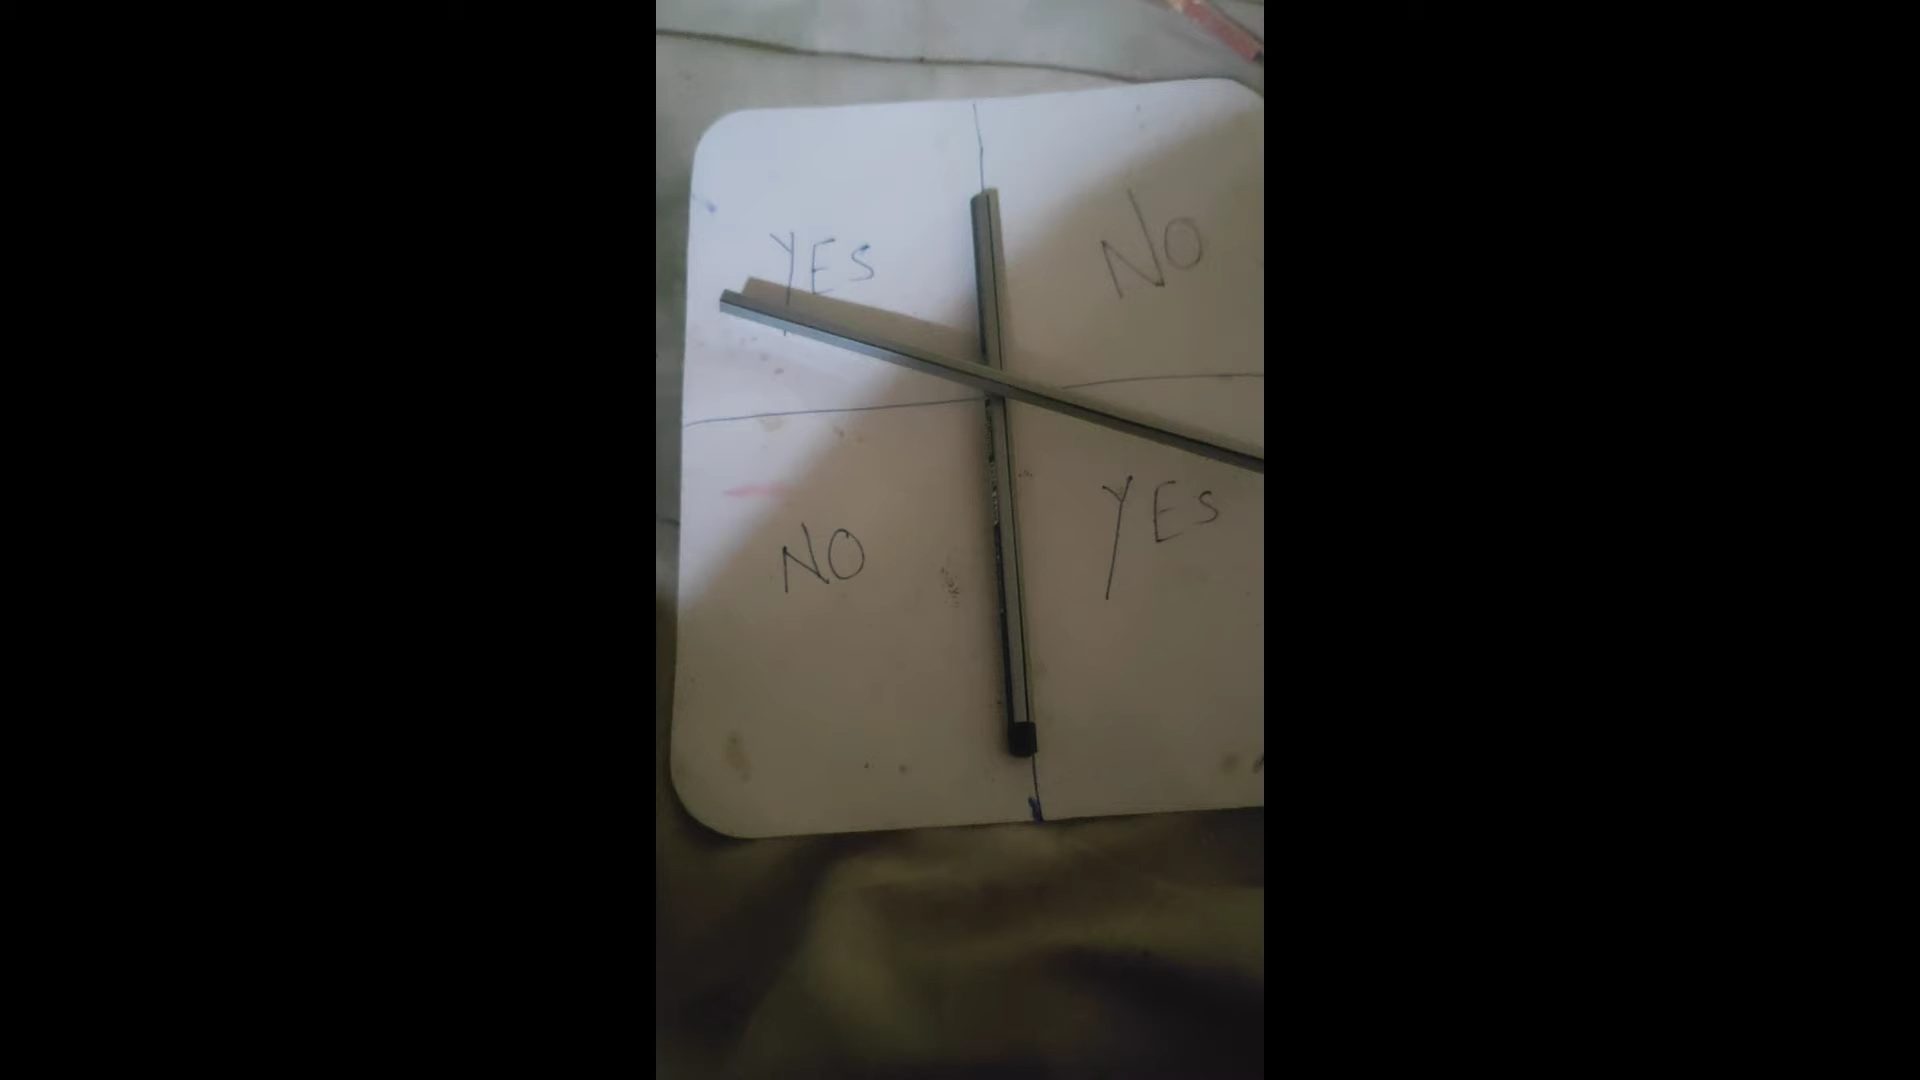 YES NO
NO YES